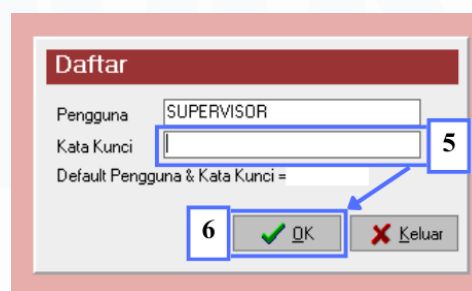 Daftar
Pengguna SUPERVISOR
Kata Kunci 5
Default Pengguna & Kata Kunci =
6 OK Keluar